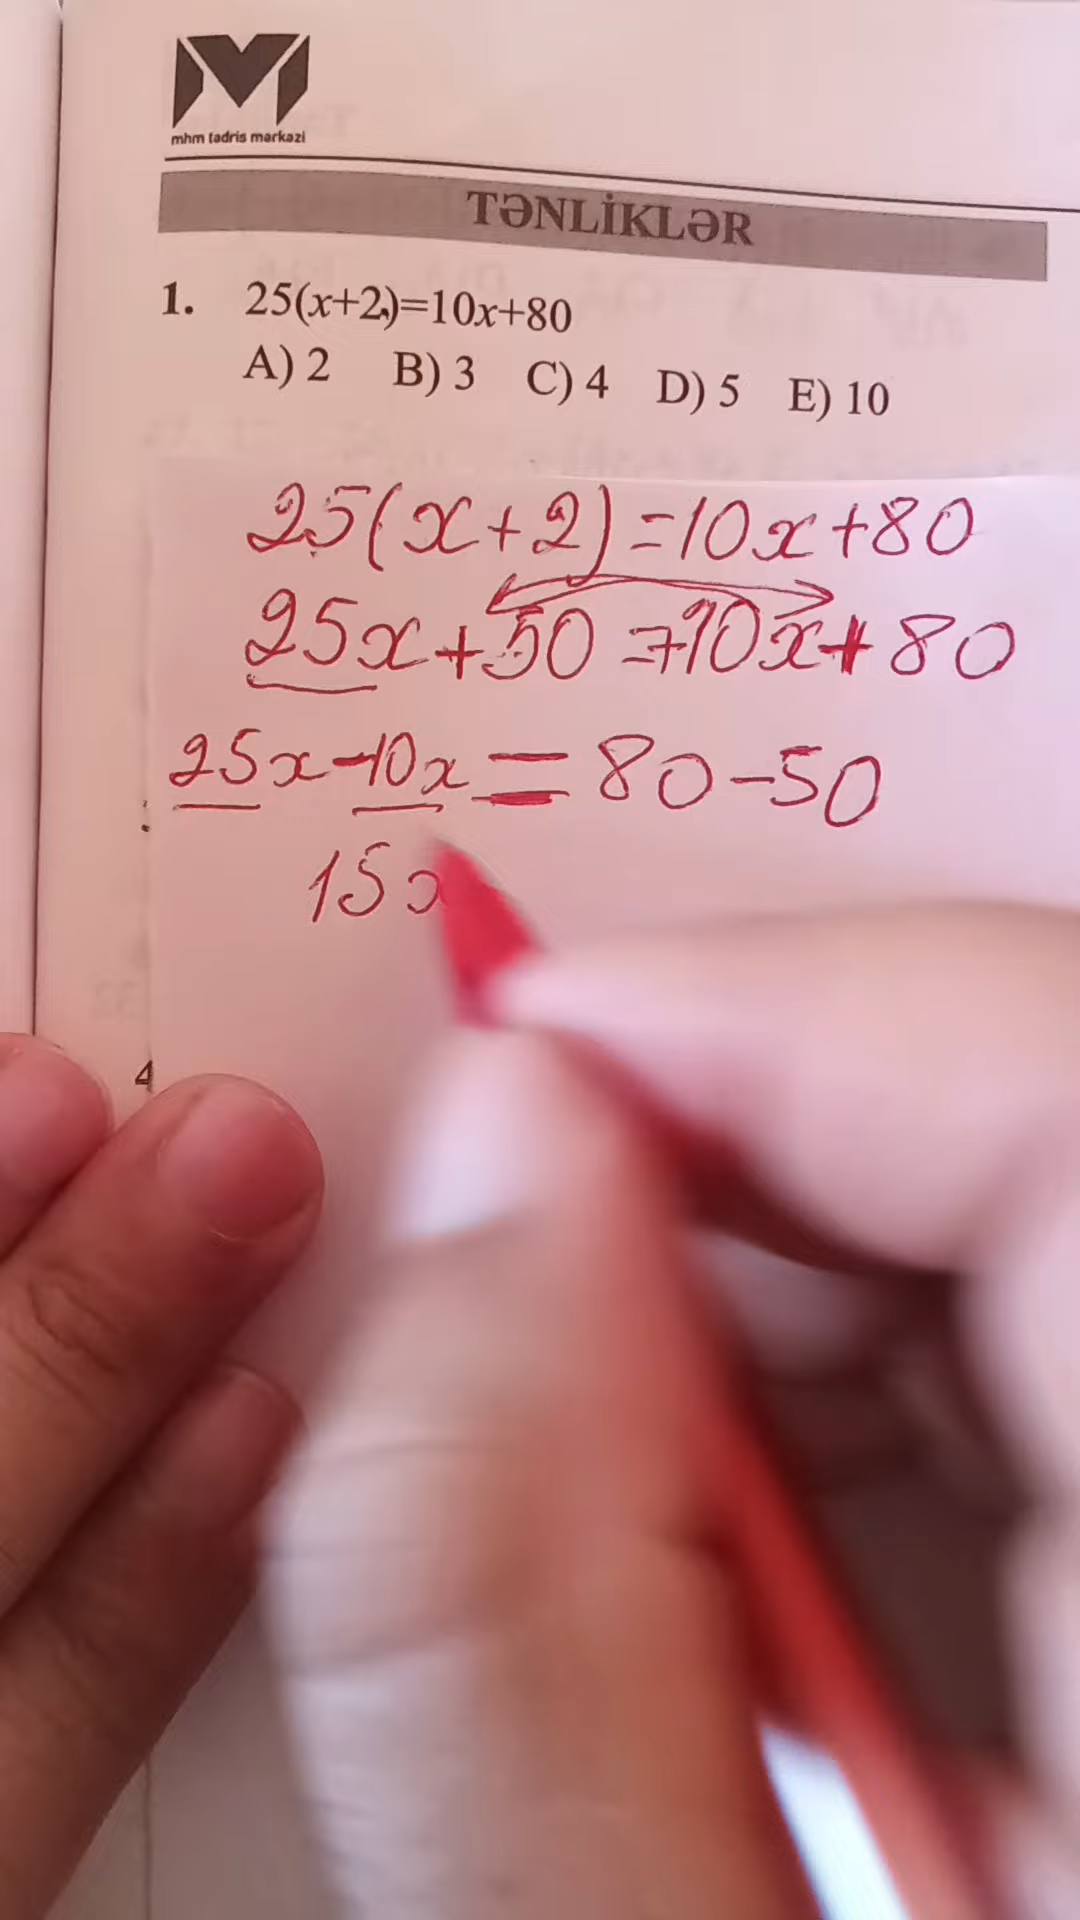 mhm tədris mərkəzi
TƏNLİKLƏR
1. 25(x+2)=10x+80
A) 2 B) 3 C) 4 D) 5 E) 10
25(x+2)=10x+80
25x+50=+10x+80
25x-10x=80-50
15x
4